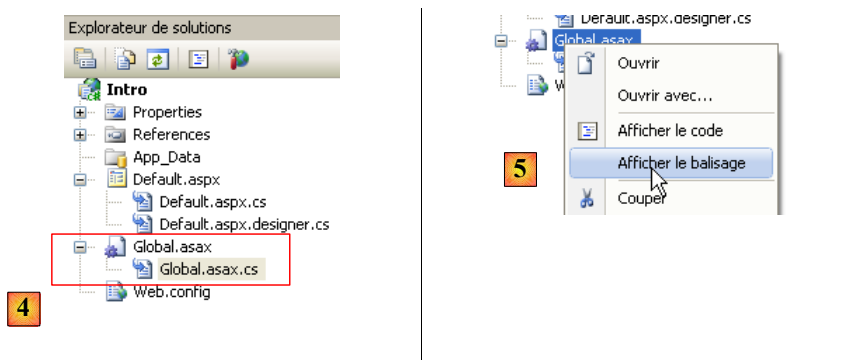 Explorateur de solutions
Intro
Properties
References
App_Data
Default.aspx
Default.aspx.cs
Default.aspx.designer.cs
Global.asax
Global.asax.cs
Web.config
4
Default.aspx.designer.cs
Global.asax
W
Ouvrir
Ouvrir avec...
Afficher le code
Afficher le balisage
Couper
5